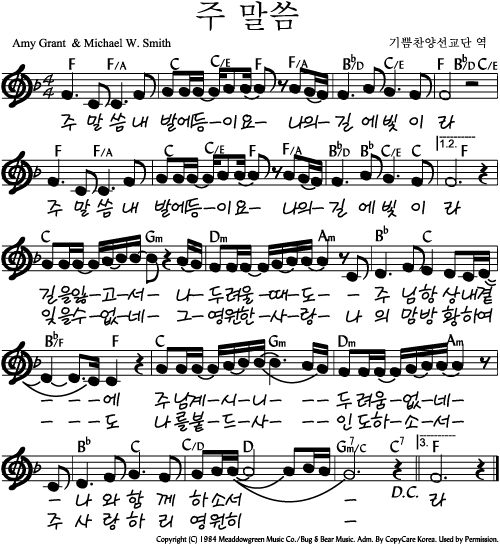 주 말씀
Amy Grant & Michael W. Smith 기쁨찬양선교단 역
F F/A C C/E F F/A B♭/D C/E F B♭/D C/E
주 말 씀 내 발에등-이요- 나의-길 에 빛 이 라
F F/A C C/E F F/A B♭/D B♭ C/E C 1.2. F
주 말 씀 내 발에등-이요- 나의-길 에 빛 이 라
C Gm Dm Am B♭ C
길을잃-고서- 나-두려울-때도- 주 님항상내곁
잊을수-없네- 그-영원한-사랑- 나 의 맘방황하여
B♭/F F C Gm Dm Am
---에 주님계-시니----두려움-없네-
---도 나를붙-드사---인도하-소서-
B♭ C C/D D Gm7/C C7 3. F
--나 와 함 께 하소서 - 라
주 사 랑 하 리 영원히 -
D.C.
Copyright (C) 1984 Meaddowgreen Music Co./Bug & Bear Music. Adm. By CopyCare Korea. Used by Permission.